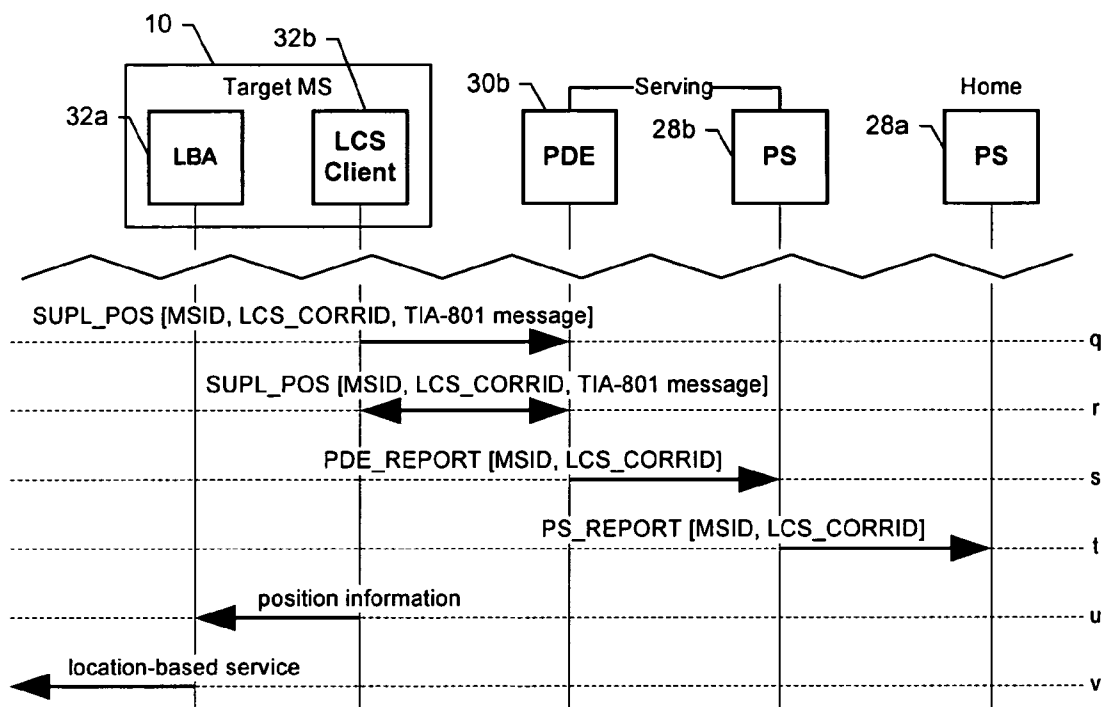 10
32b
Target MS
30b
Serving
Home
32a
28b
28a
LBA
LCS
Client
PDE
PS
PS
SUPL_POS [MSID, LCS_CORRID, TIA-801 message]
q
SUPL_POS [MSID, LCS_CORRID, TIA-801 message]
r
PDE_REPORT [MSID, LCS_CORRID]
s
PS_REPORT [MSID, LCS_CORRID]
t
position information
u
location-based service
v